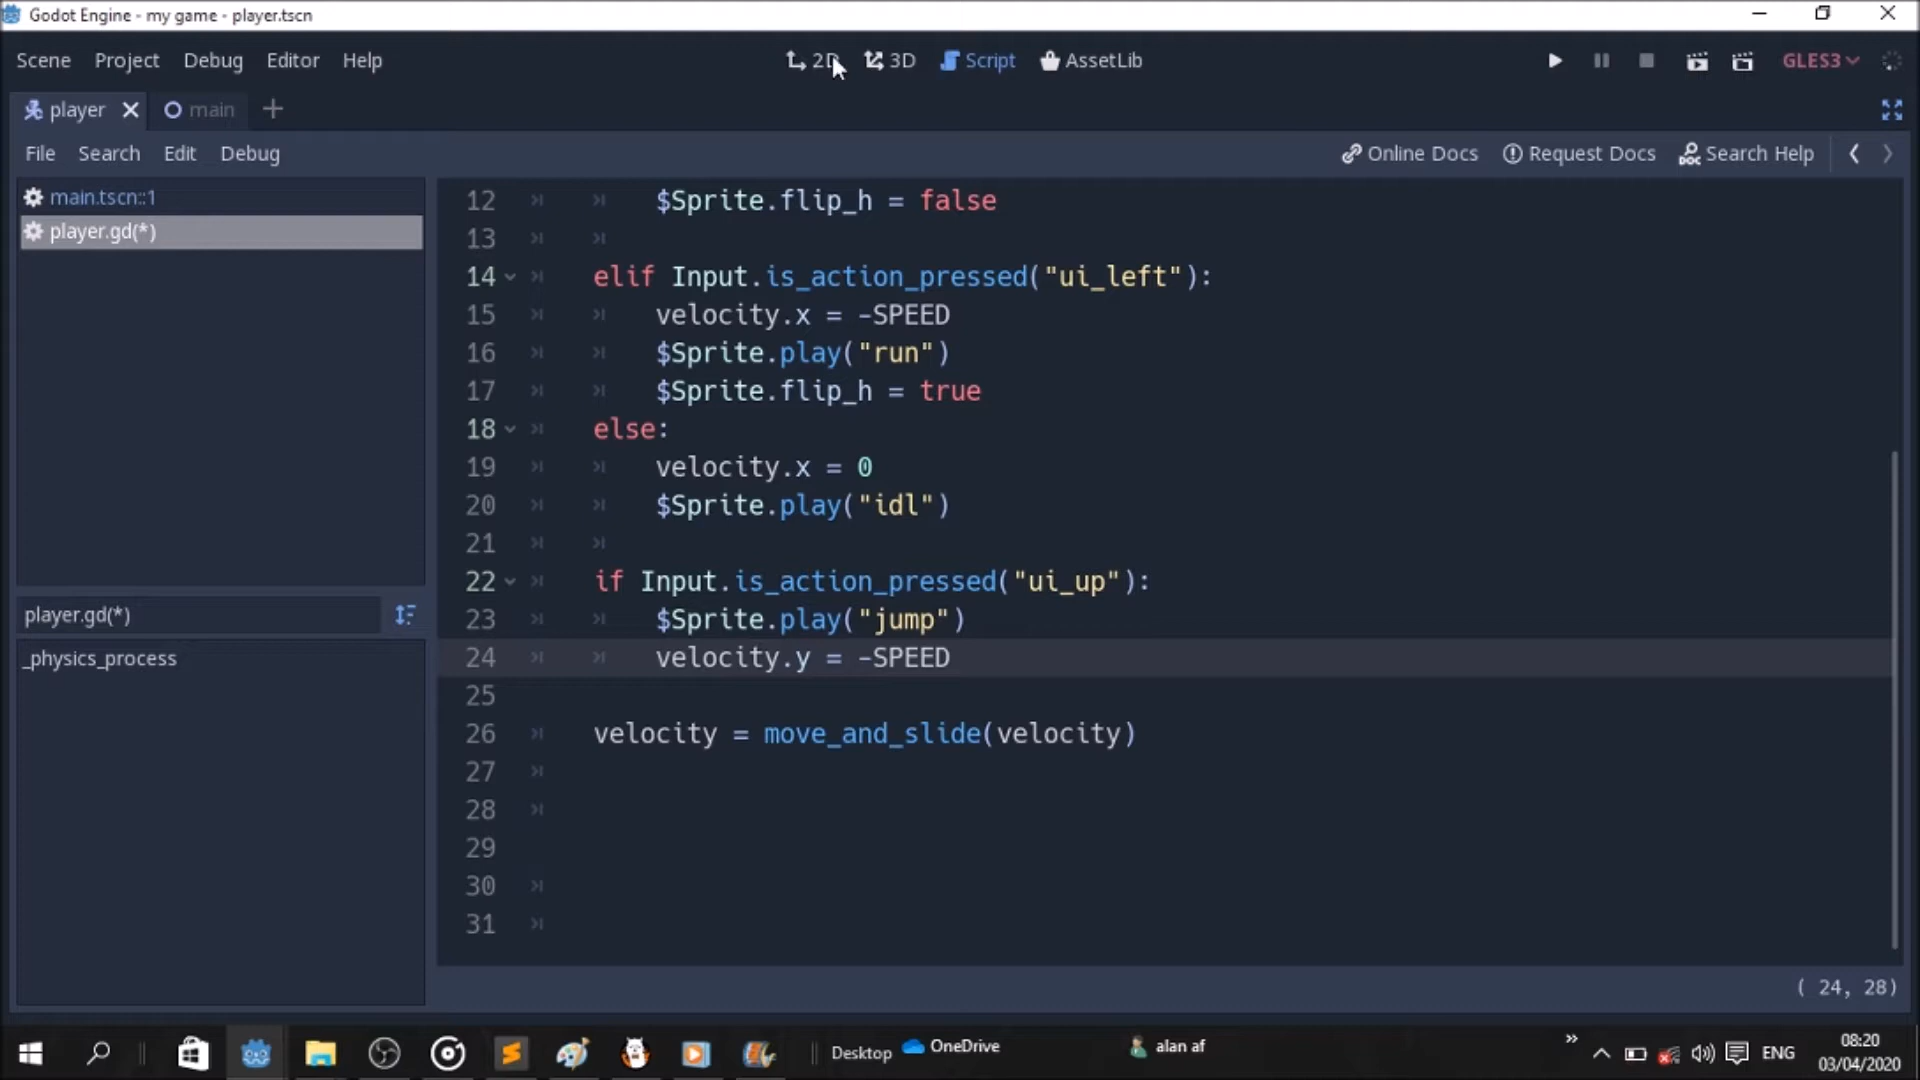 Godot Engine - my game - player.tscn
Scene Project Debug Editor Help 2D 3D Script AssetLib GLES3
player main
File Search Edit Debug Online Docs Request Docs Search Help
main.tscn::1
player.gd(*)
player.gd(*)
_physics_process
12 $Sprite.flip_h = false
13
14 elif Input.is_action_pressed("ui_left"):
15 velocity.x = -SPEED
16 $Sprite.play("run")
17 $Sprite.flip_h = true
18 else:
19 velocity.x = 0
20 $Sprite.play("idl")
21
22 if Input.is_action_pressed("ui_up"):
23 $Sprite.play("jump")
24 velocity.y = -SPEED
25
26 velocity = move_and_slide(velocity)
27
28
29
30
31
( 24, 28)
Desktop OneDrive alan af ENG 08:20
03/04/2020